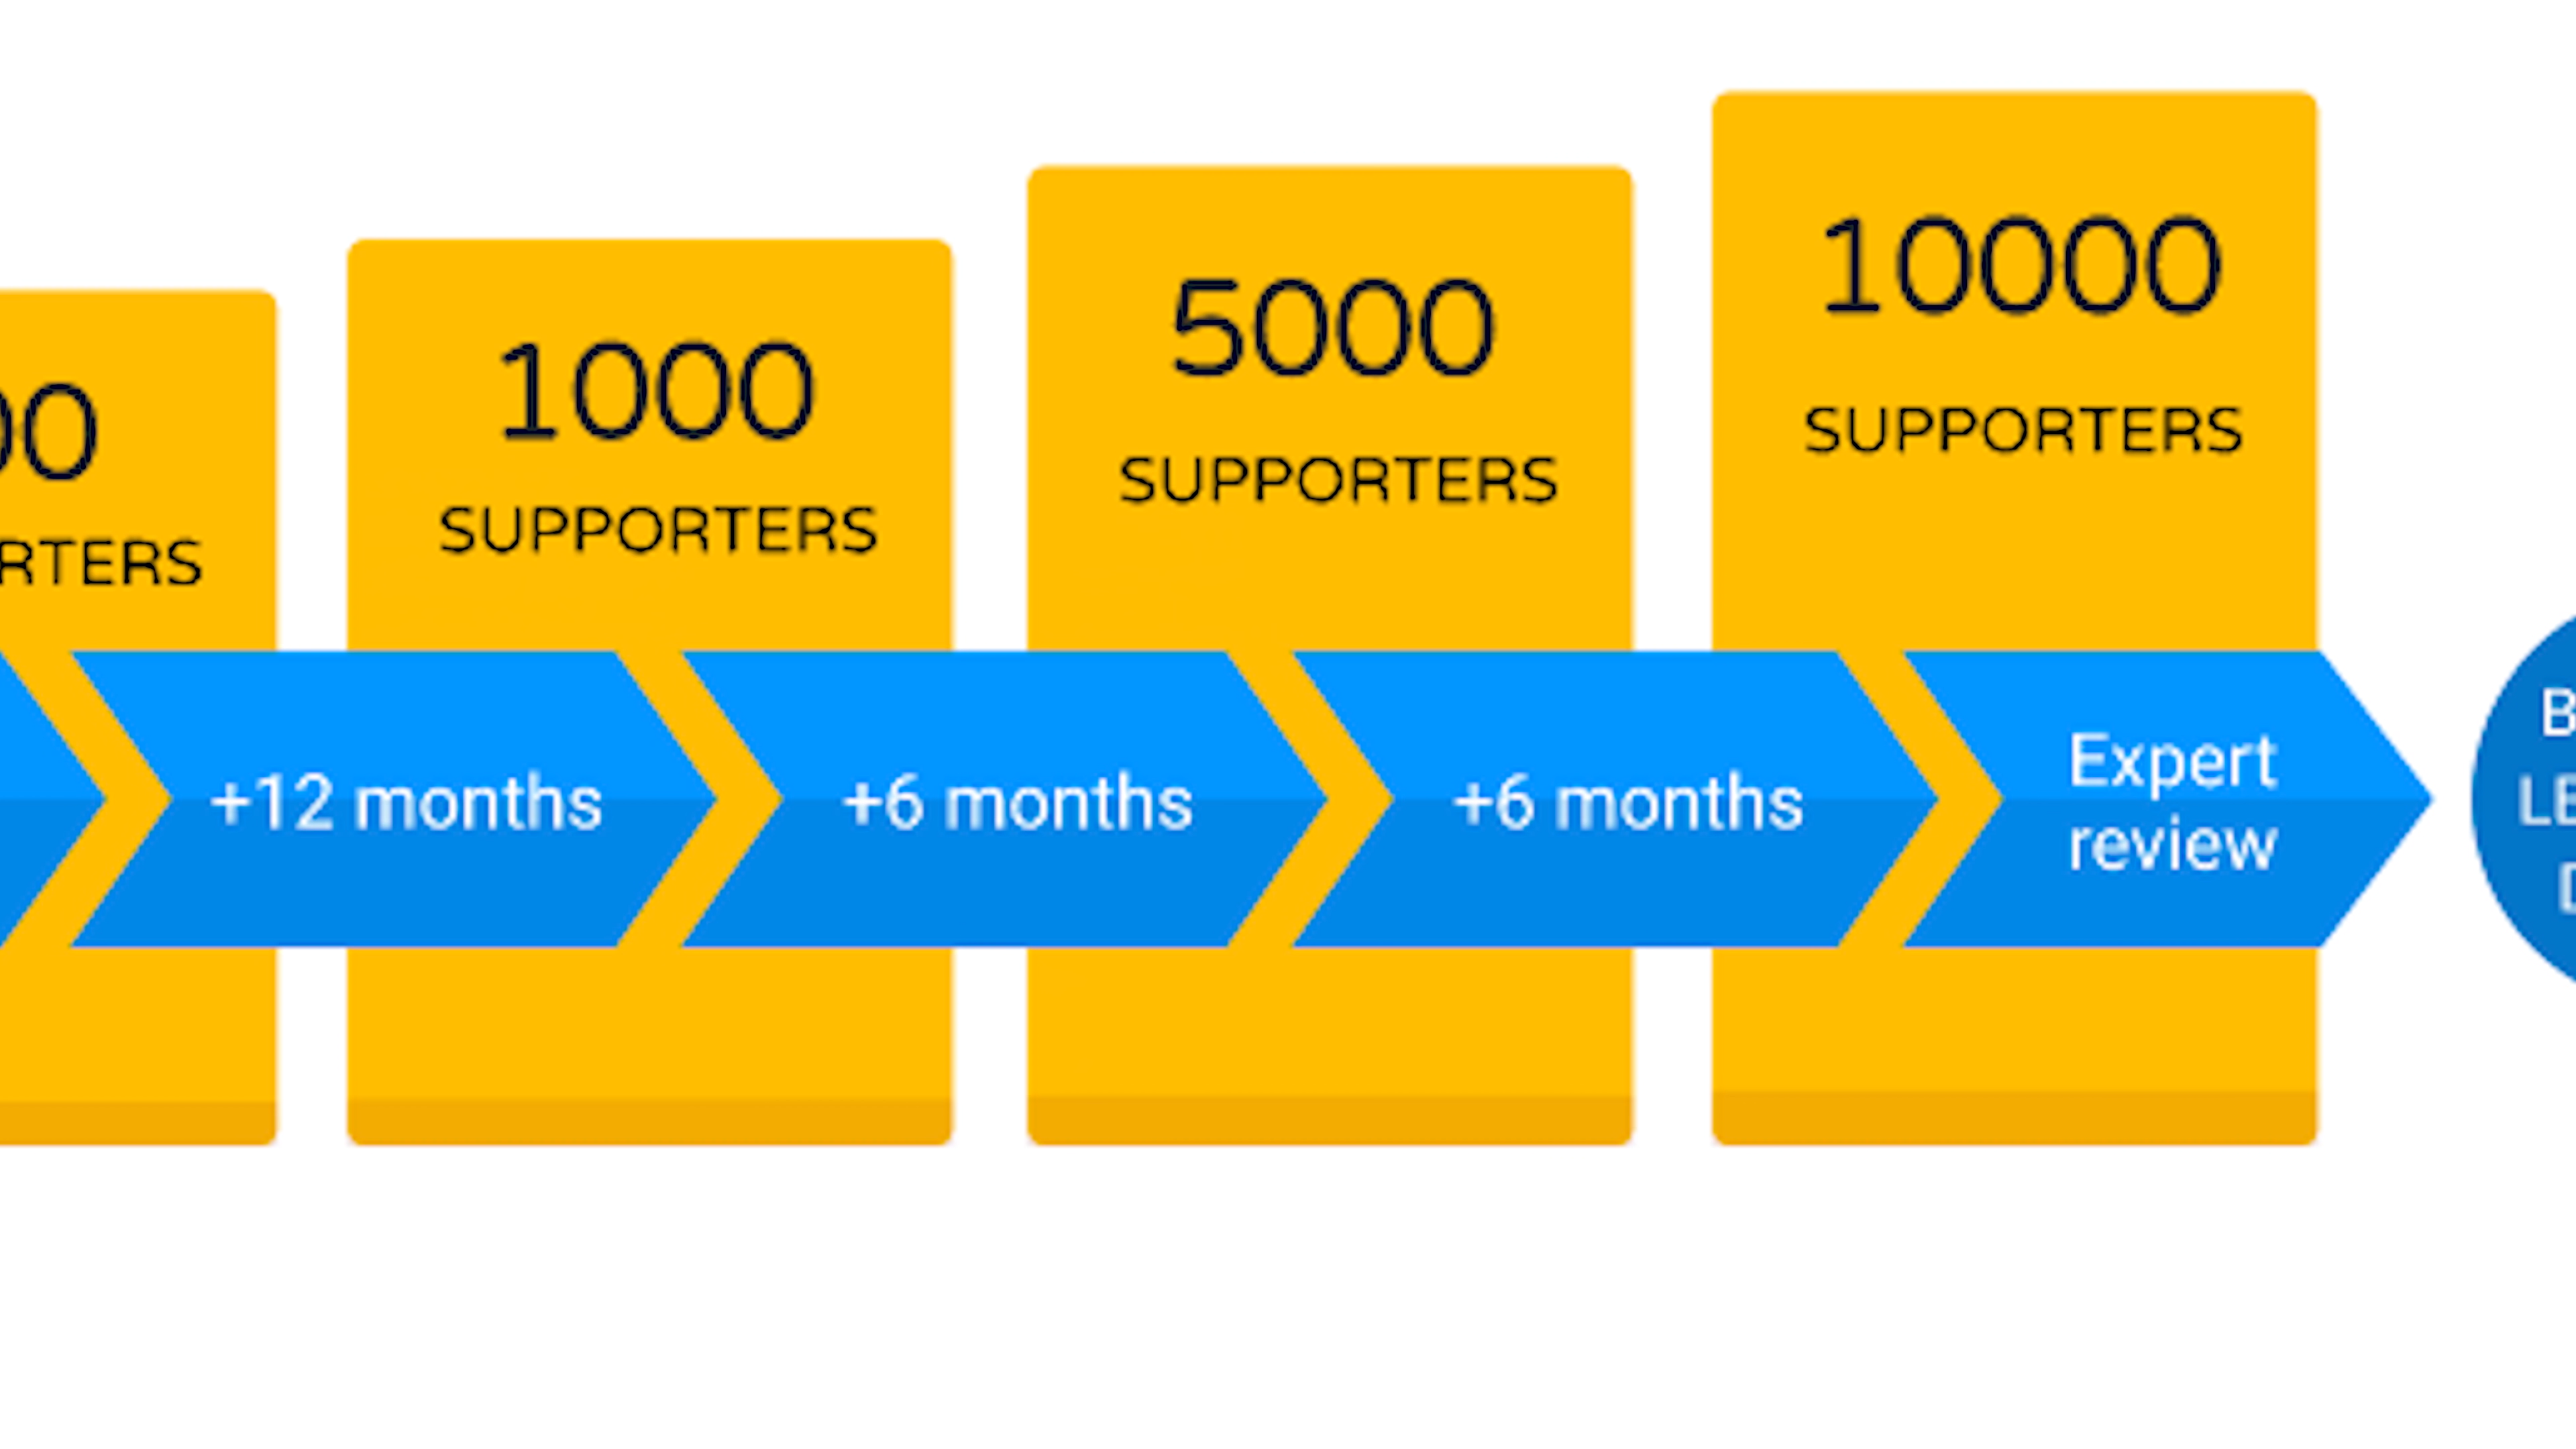 1000
SUPPORTERS
5000
SUPPORTERS
10000
SUPPORTERS
+12 months
+6 months
+6 months
Expert
review